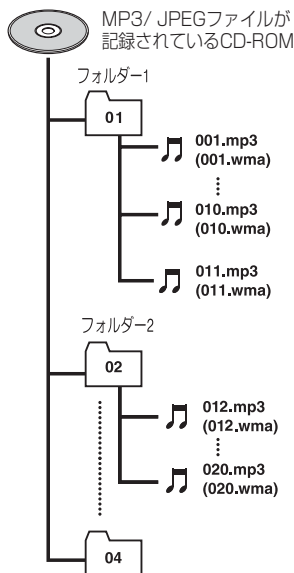 MP3/ JPEGファイルが
記録されているCD-ROM
フォルダー1
01
001.mp3
(001.wma)
010.mp3
(010.wma)
011.mp3
(011.wma)
フォルダー2
02
012.mp3
(012.wma)
020.mp3
(020.wma)
04